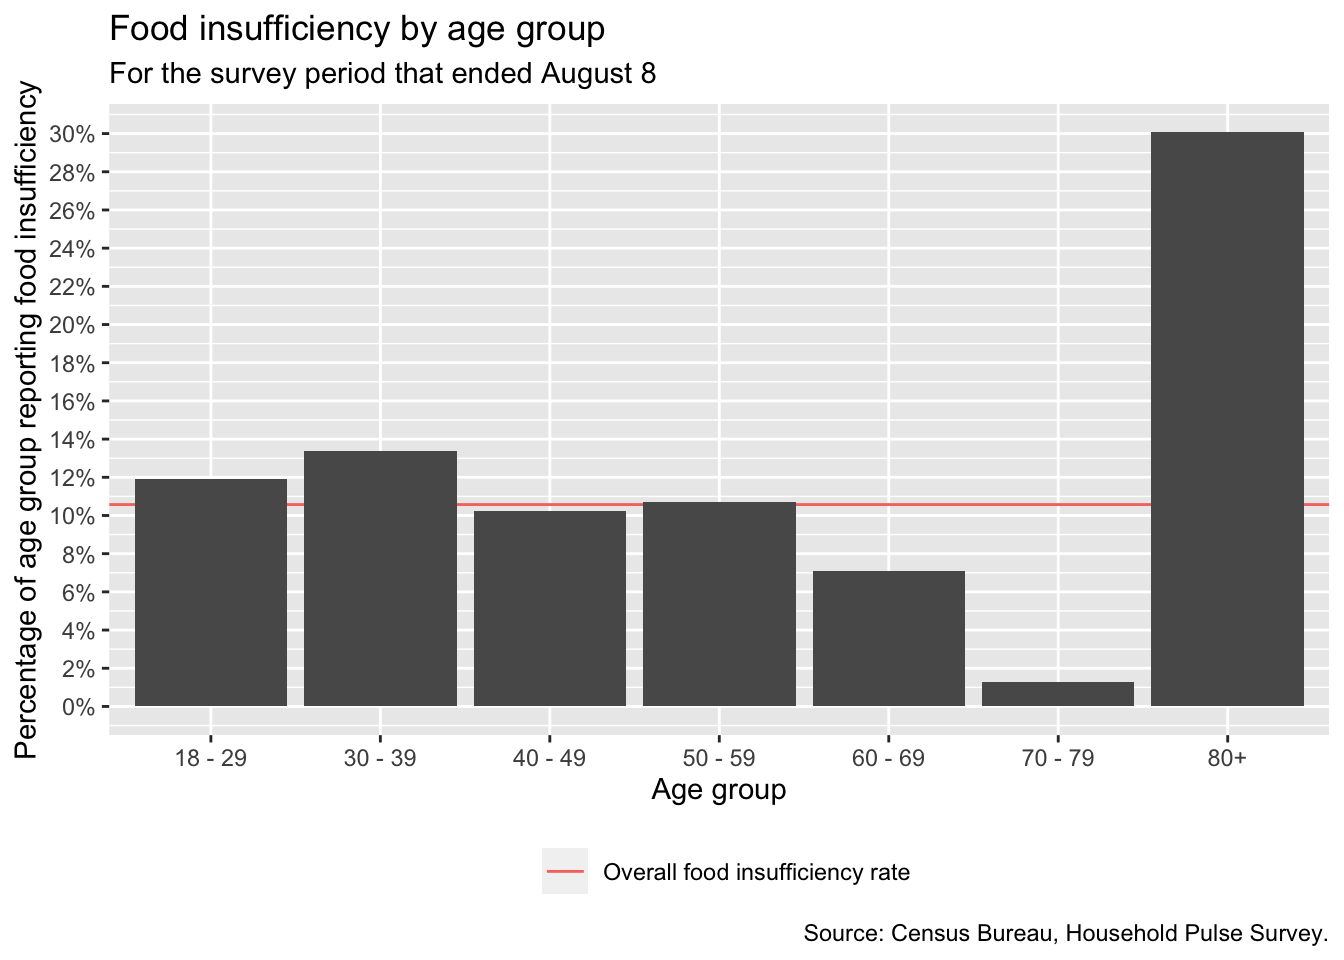 Food insufficiency by age group
For the survey period that ended August 8
Percentage of age group reporting food insufficiency
30%
28%
26%
24%
22%
20%
18%
16%
14%
12%
10%
8%
6%
4%
2%
0%
18 - 29 30 - 39 40 - 49 50 - 59 60 - 69 70 - 79 80+
Age group
Overall food insufficiency rate
Source: Census Bureau, Household Pulse Survey.